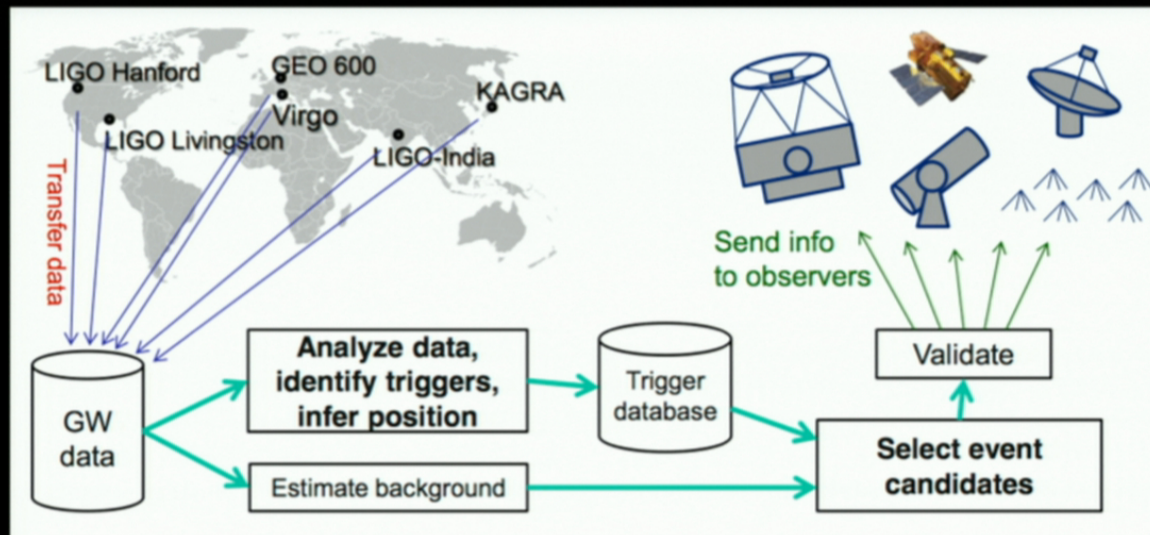 LIGO Hanford
GEO 600
KAGRA
Virgo
LIGO Livingston
LIGO-India
Transfer data
Send info
to observers
Analyze data,
identify triggers,
infer position
Trigger
database
Validate
GW
data
Estimate background
Select event
candidates